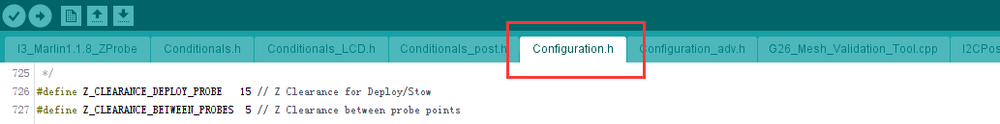 I3_Marlin1.1.8_ZProbe Conditionals.h Conditionals_LCD.h Conditionals_post.h Configuration.h Configuration_adv.h G26_Mesh_Validation_Tool.cpp I2CPos
725 */
726 #define Z_CLEARANCE_DEPLOY_PROBE 15 // Z Clearance for Deploy/Stow
727 #define Z_CLEARANCE_BETWEEN_PROBES 5 // Z Clearance between probe points